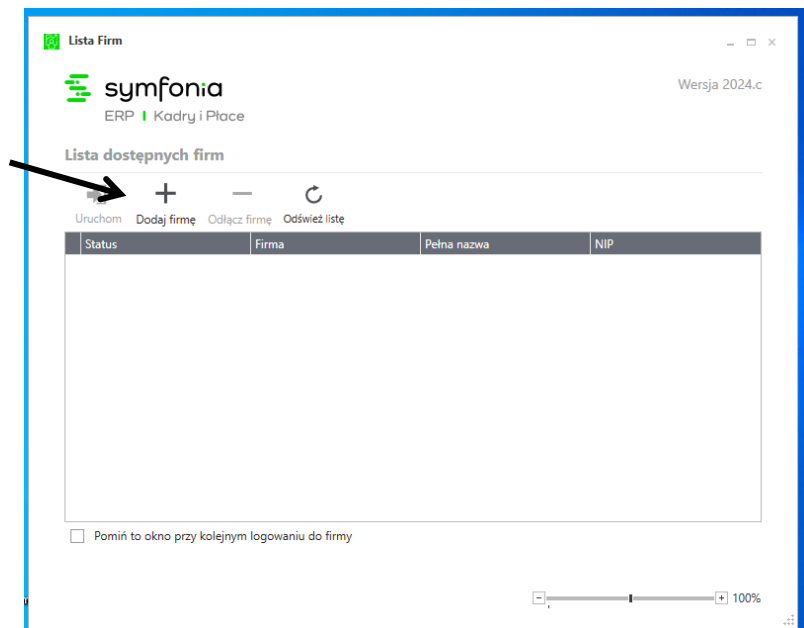 Lista Firm
symfonia
ERP I Kadry i Płace
Wersja 2024.c
Lista dostępnych firm
Uruchom Dodaj firmę Odłącz firmę Odśwież listę
Status Firma Pełna nazwa NIP
Pomiń to okno przy kolejnym logowaniu do firmy
100%